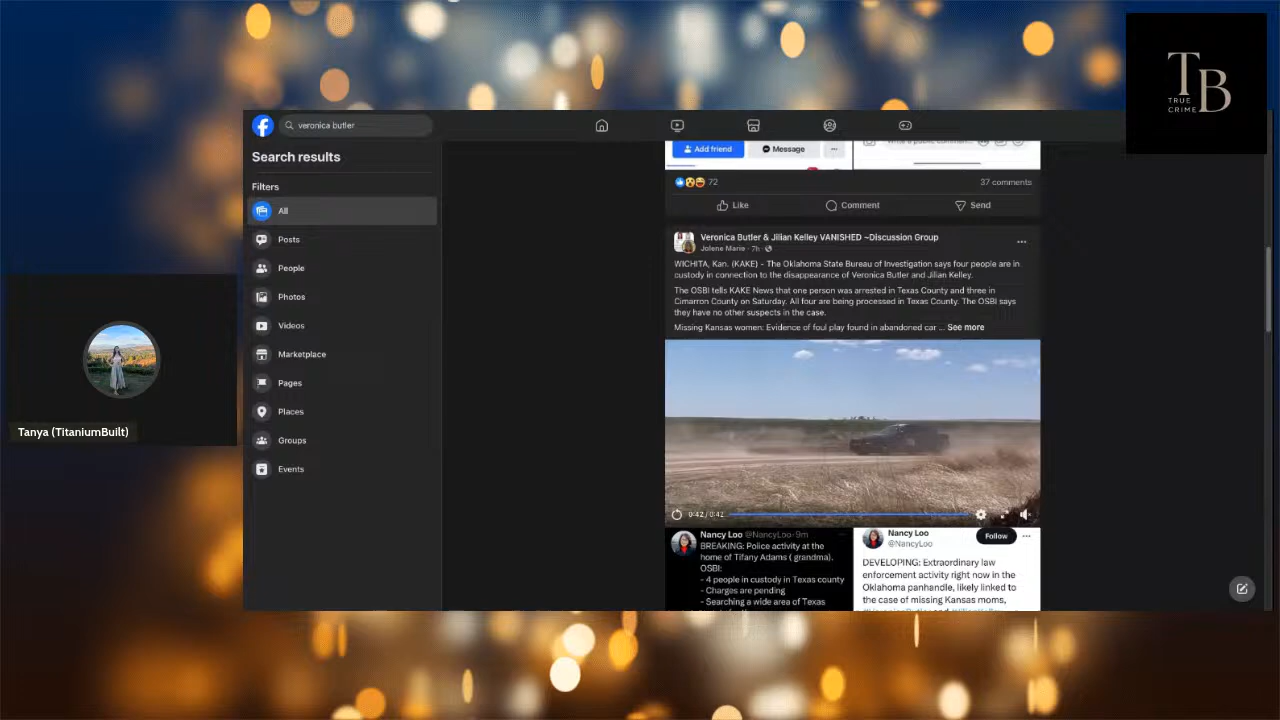 TB
TRUE
CRIME
veronica butler
Search results
Filters
All
Posts
People
Photos
Videos
Marketplace
Pages
Places
Groups
Events
Tanya (TitaniumBuilt)
Add friend
Message
72
37 comments
Like
Comment
Send
Veronica Butler & Jilian Kelley VANISHED ~Discussion Group
Jolene Marie · 7h ·
WICHITA, Kan. (KAKE) - The Oklahoma State Bureau of Investigation says four people are in
custody in connection to the disappearance of Veronica Butler and Jilian Kelley.
The OSBI tells KAKE News that one person was arrested in Texas County and three in
Cimarron County on Saturday. All four are being processed in Texas County. The OSBI says
they have no other suspects in the case.
Missing Kansas women: Evidence of foul play found in abandoned car ... See more
0:42 / 0:42
Nancy Loo @NancyLoo · 9m
BREAKING: Police activity at the
home of Tifany Adams ( grandma).
OSBI:
- 4 people in custody in Texas county
- Charges are pending
- Searching a wide area of Texas
Nancy Loo
@NancyLoo
Follow
DEVELOPING: Extraordinary law
enforcement activity right now in the
Oklahoma panhandle, likely linked to
the case of missing Kansas moms,